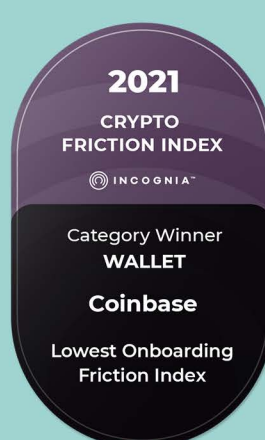 2021
CRYPTO
FRICTION INDEX
INCOGNIA™
Category Winner
WALLET
Coinbase
Lowest Onboarding
Friction Index